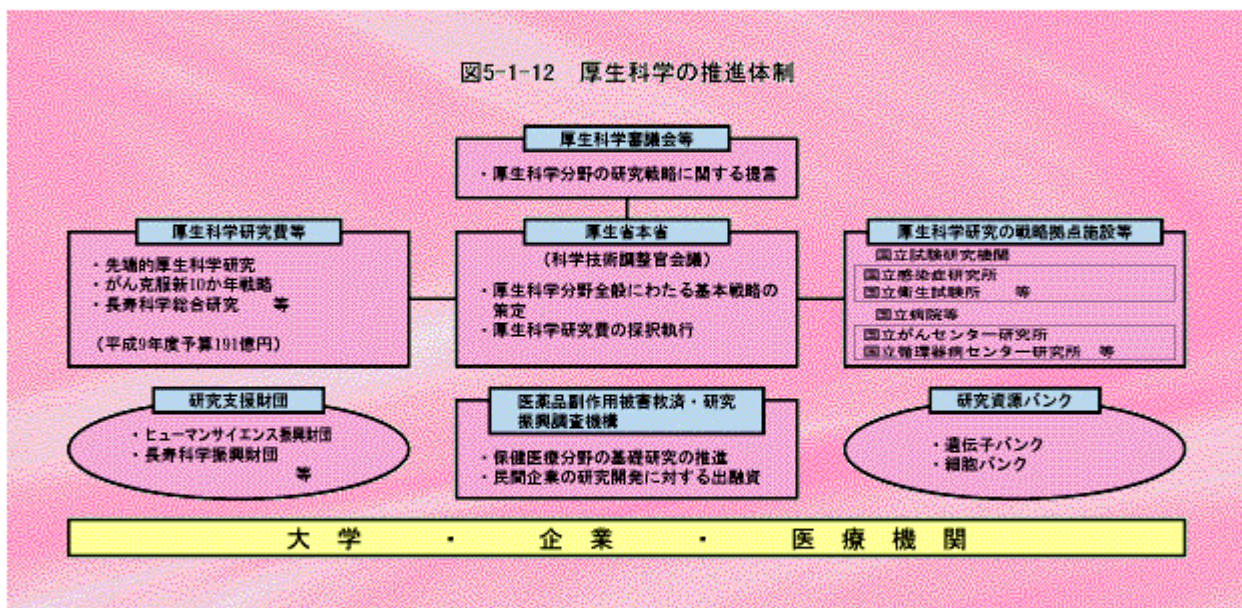 図5-1-12　厚生科学の推進体制
厚生科学審議会等
・厚生科学分野の研究戦略に関する提言
厚生科学研究費等
・先端的厚生科学研究
・がん克服新10か年戦略
・長寿科学総合研究　等
（平成9年度予算191億円）
厚生省本省
（科学技術調整官会議）
・厚生科学分野全般にわたる基本戦略の
策定
・厚生科学研究費の採択執行
厚生科学研究の戦略拠点施設等
国立試験研究機関
国立感染症研究所
国立衛生試験所　等
国立病院等
国立がんセンター研究所
国立循環器病センター研究所　等
研究支援財団
・ヒューマンサイエンス振興財団
・長寿科学振興財団
等
医薬品副作用被害救済・研究
振興調査機構
・保健医療分野の基礎研究の推進
・民間企業の研究開発に対する出融資
研究資源バンク
・遺伝子バンク
・細胞バンク
大学・企業・医療機関